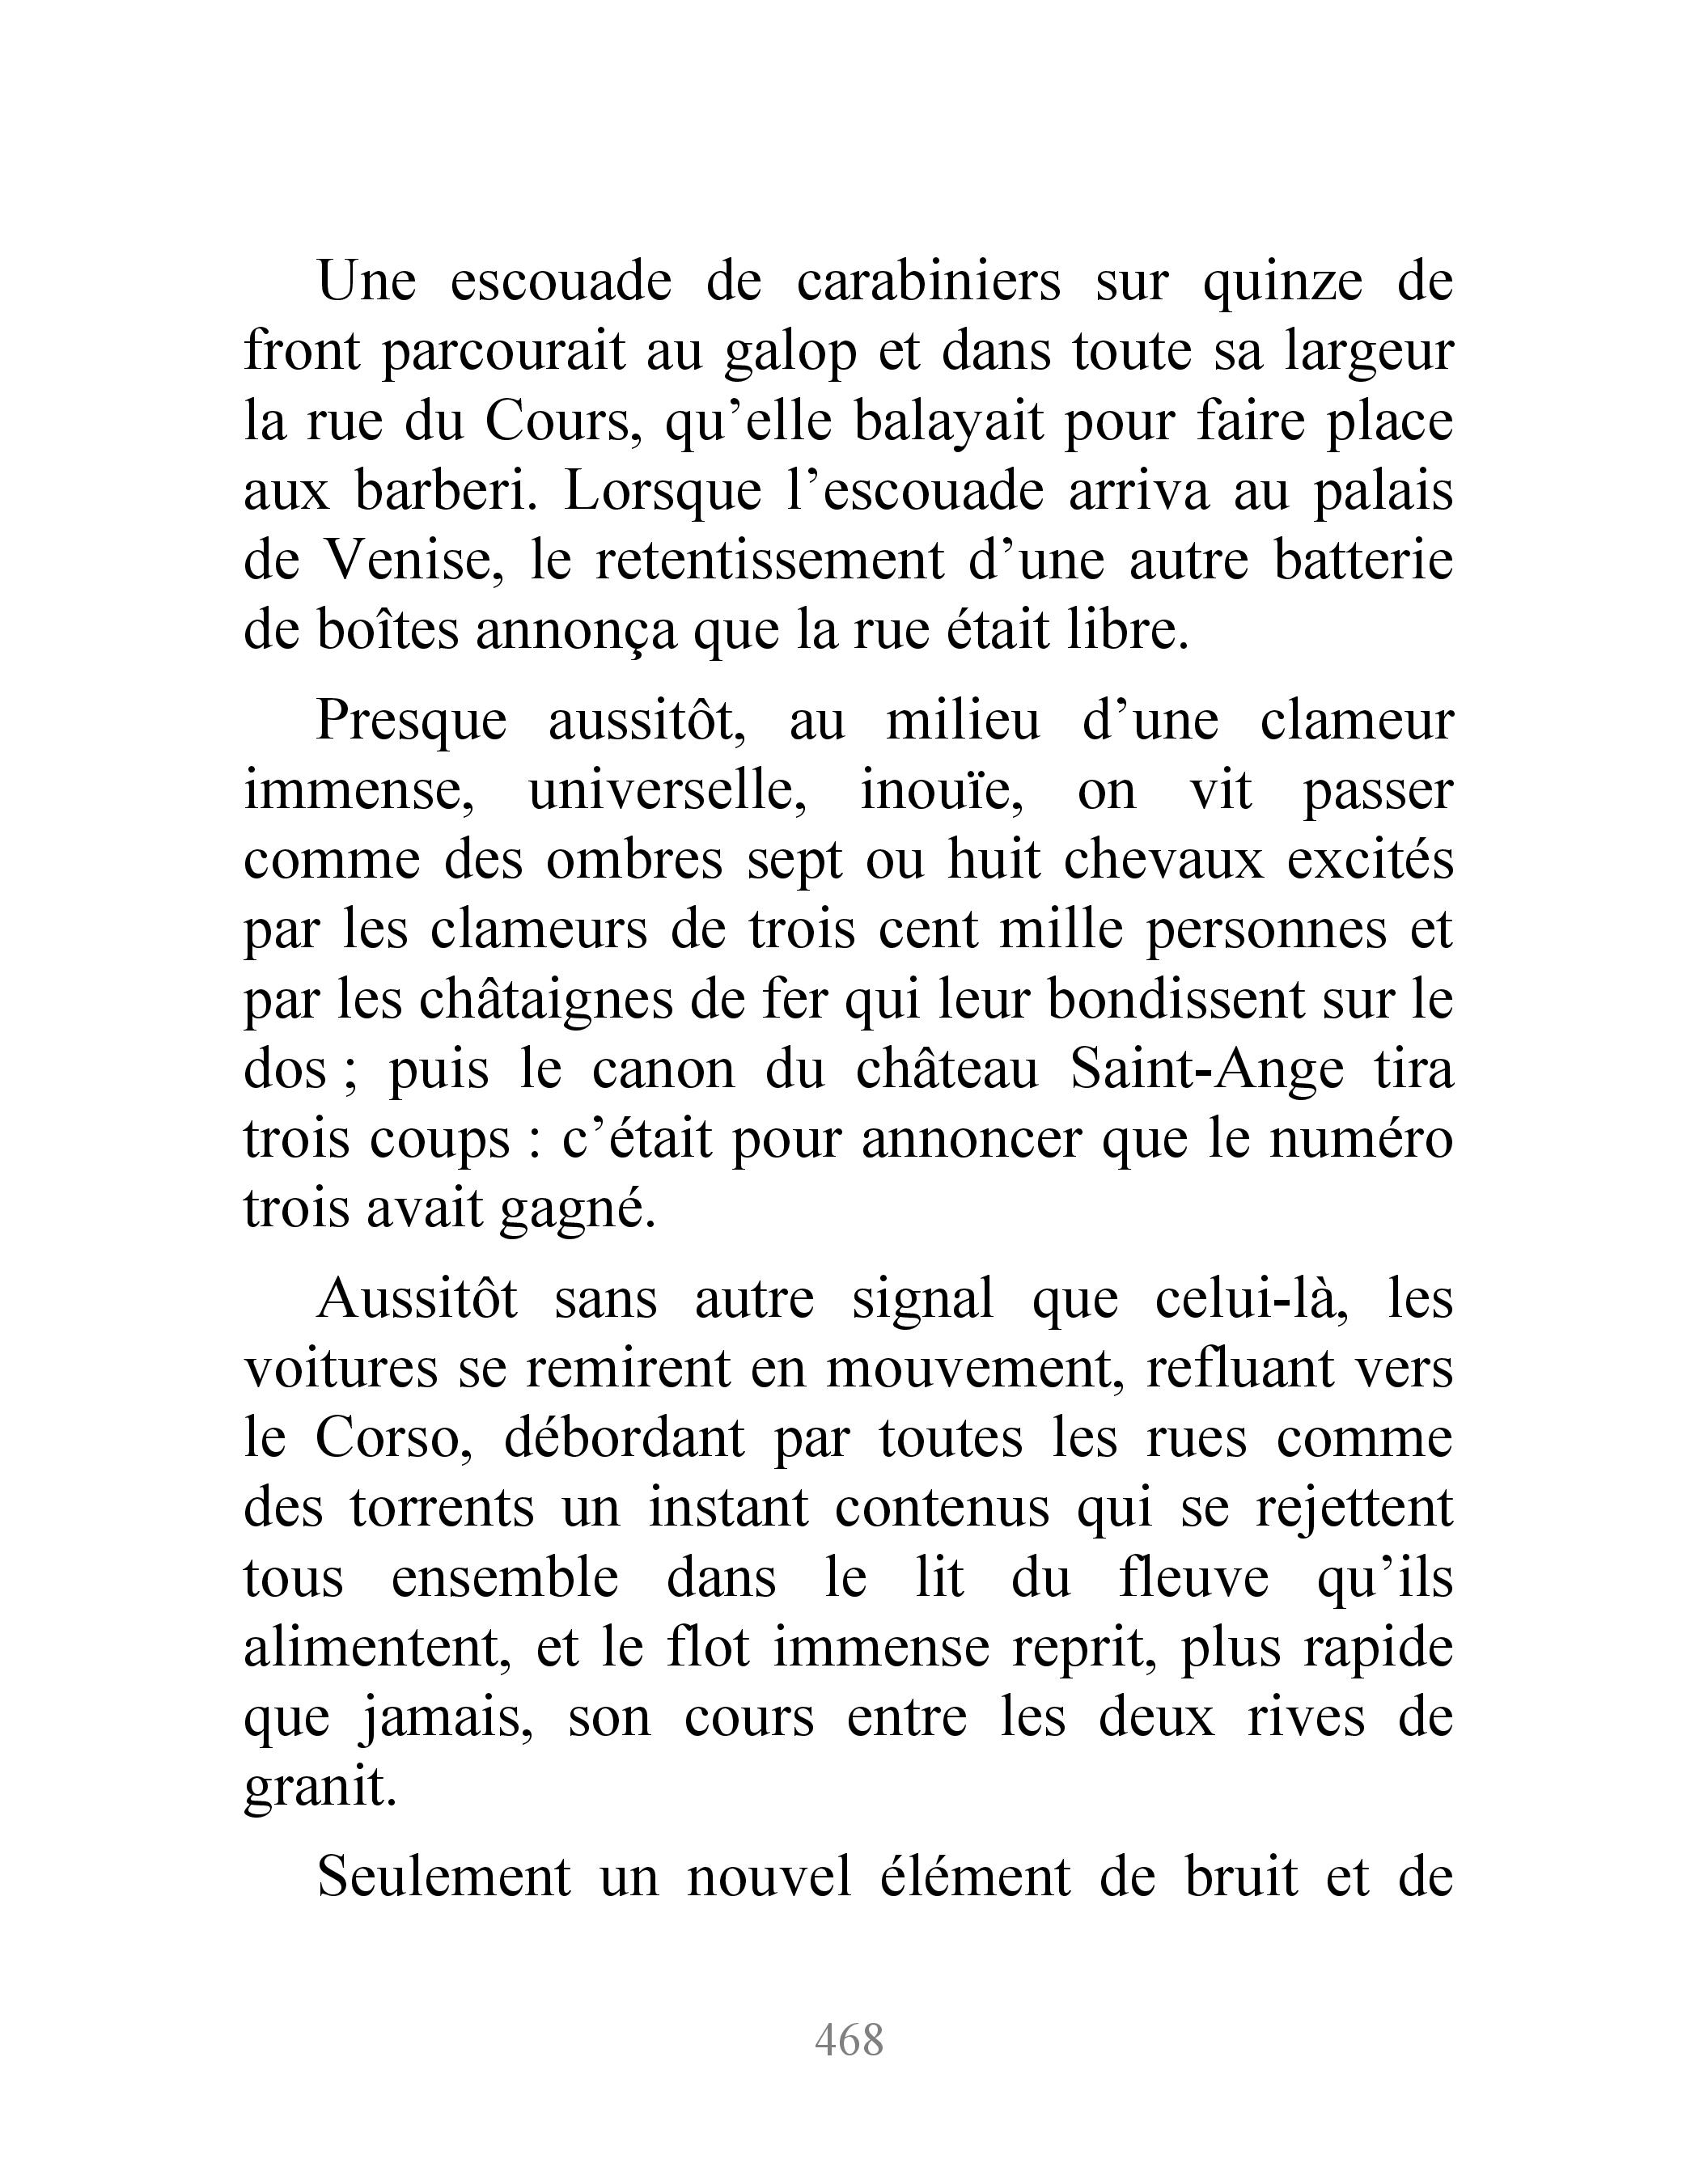 Une escouade de carabiniers sur quinze de
front parcourait au galop et dans toute sa largeur
la rue du Cours, qu’elle balayait pour faire place
aux barberi. Lorsque l’escouade arriva au palais
de Venise, le retentissement d’une autre batterie
de boîtes annonça que la rue était libre.
Presque aussitôt, au milieu d’une clameur
immense, universelle, inouïe, on vit passer
comme des ombres sept ou huit chevaux excités
par les clameurs de trois cent mille personnes et
par les châtaignes de fer qui leur bondissent sur le
dos ; puis le canon du château Saint-Ange tira
trois coups : c’était pour annoncer que le numéro
trois avait gagné.
Aussitôt sans autre signal que celui-là, les
voitures se remirent en mouvement, refluant vers
le Corso, débordant par toutes les rues comme
des torrents un instant contenus qui se rejettent
tous ensemble dans le lit du fleuve qu’ils
alimentent, et le flot immense reprit, plus rapide
que jamais, son cours entre les deux rives de
granit.
Seulement un nouvel élément de bruit et de
468